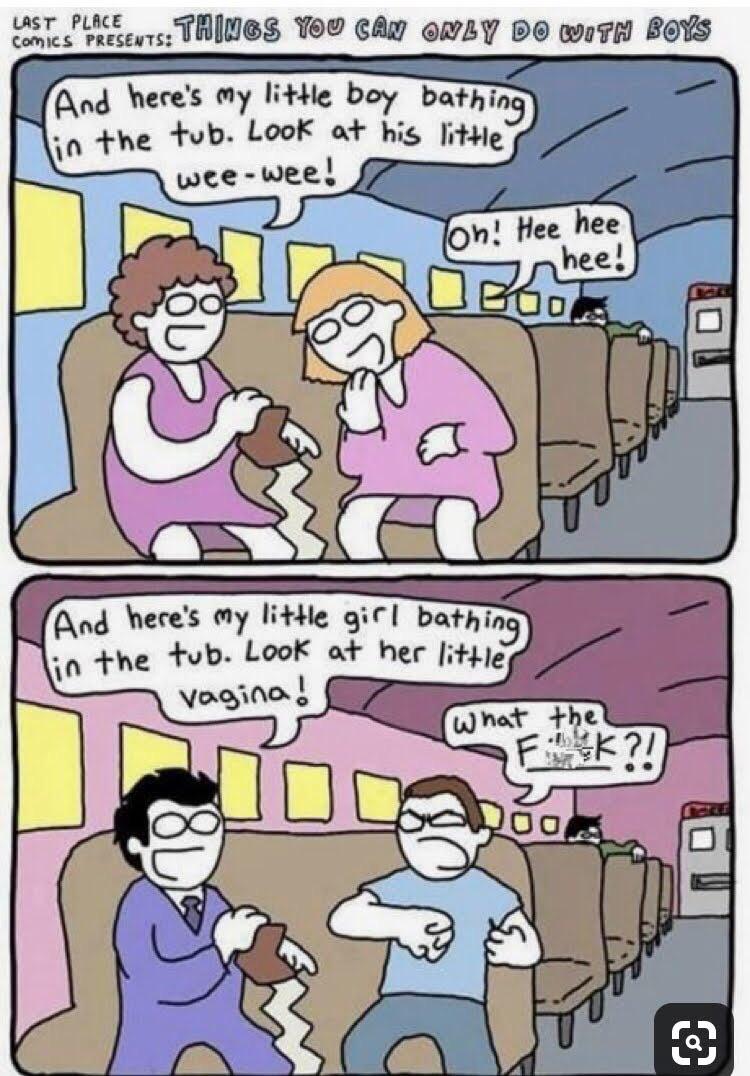 LAST PLACE
COMICS PRESENTS:
THINGS YOU CAN ONLY DO WITH BOYS
And here's my little boy bathing
in the tub. Look at his little
wee-wee!
Oh! Hee hee
hee!
And here's my little girl bathing
in the tub. Look at her little
vagina!
What the
F K?!